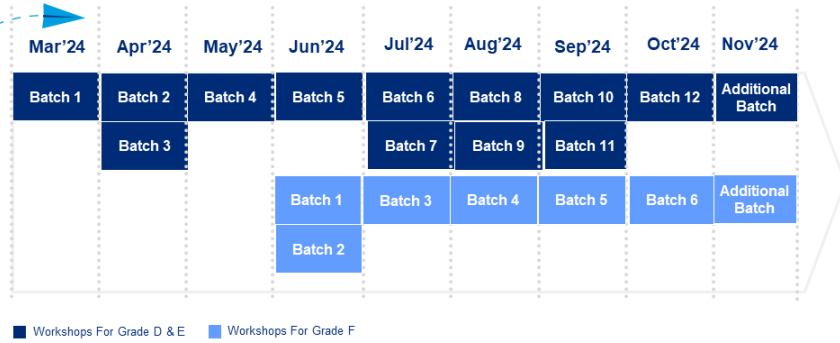 Mar’24 Apr’24 May’24 Jun’24 Jul’24 Aug’24 Sep’24 Oct’24 Nov’24
Batch 1 Batch 2 Batch 4 Batch 5 Batch 6 Batch 8 Batch 10 Batch 12 Additional
Batch
Batch 3 Batch 7 Batch 9 Batch 11
Batch 1 Batch 3 Batch 4 Batch 5 Batch 6 Additional
Batch
Batch 2
Workshops For Grade D & E Workshops For Grade F